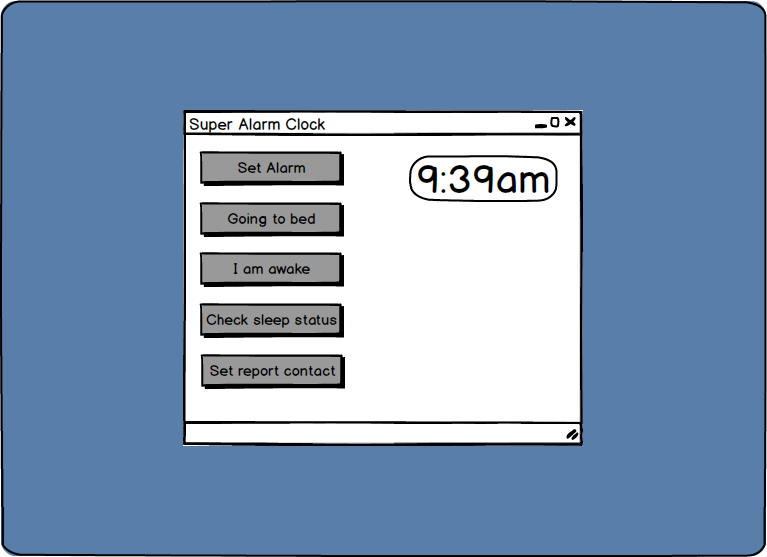 Super Alarm Clock
Set Alarm
9:39am
Going to bed
I am awake
Check sleep status
Set report contact